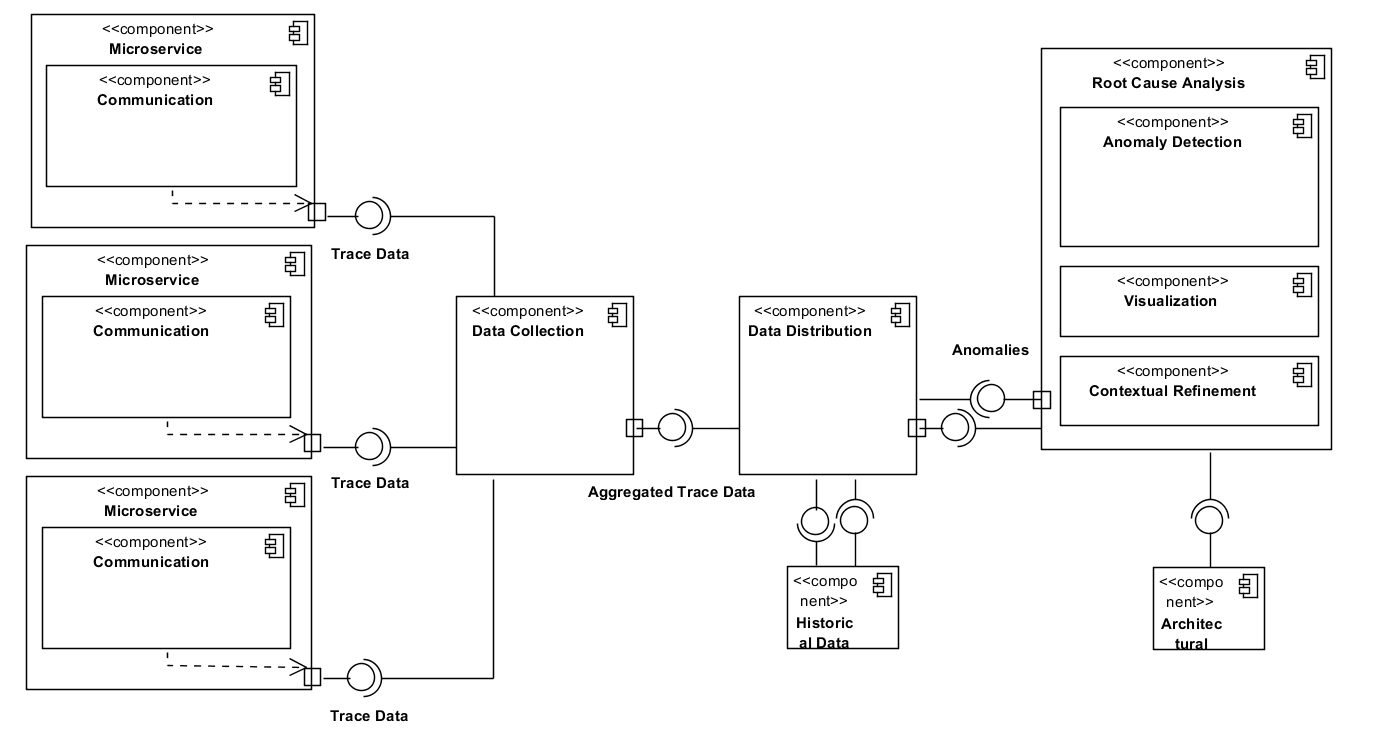 <<component>>
Microservice
<<component>>
Communication
Trace Data
<<component>>
Microservice
<<component>>
Communication
Trace Data
<<component>>
Microservice
<<component>>
Communication
Trace Data
<<component>>
Data Collection
Aggregated Trace Data
<<component>>
Data Distribution
<<compo
nent>>
Historic
al Data
Anomalies
<<component>>
Root Cause Analysis
<<component>>
Anomaly Detection
<<component>>
Visualization
<<component>>
Contextual Refinement
<<compo
nent>>
Architec
tural